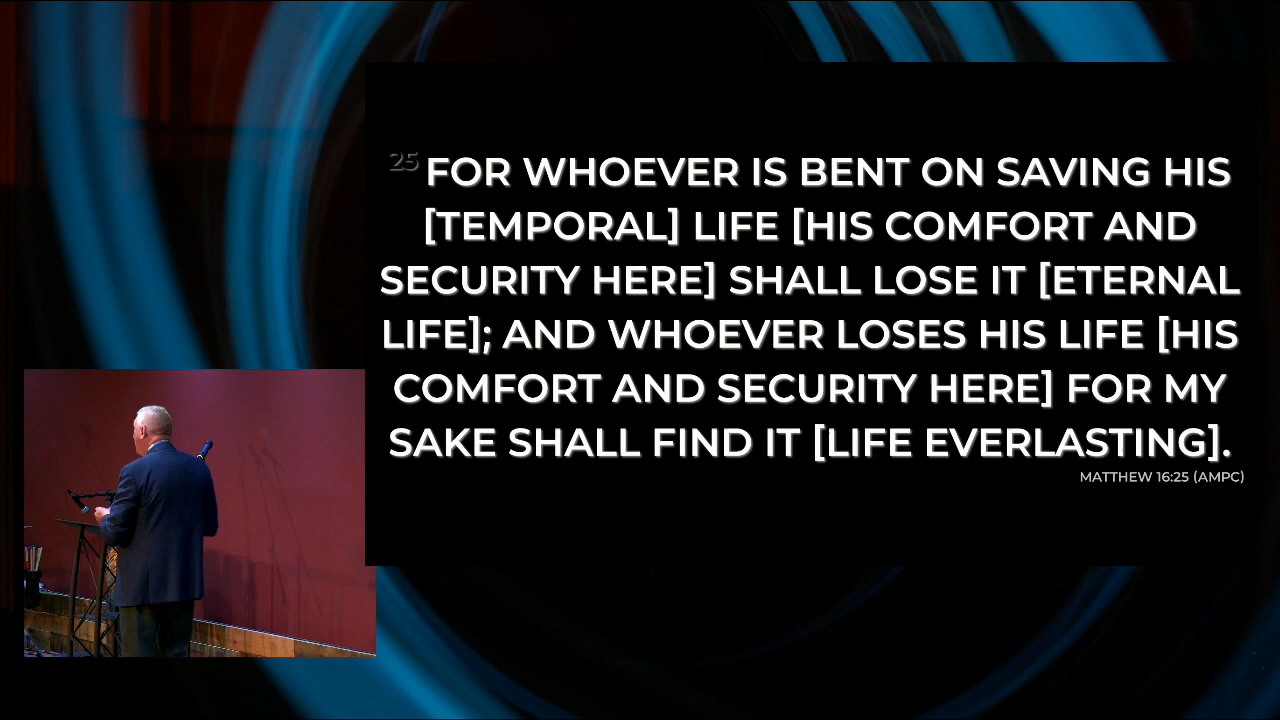 25 FOR WHOEVER IS BENT ON SAVING HIS
[TEMPORAL] LIFE [HIS COMFORT AND
SECURITY HERE] SHALL LOSE IT [ETERNAL
LIFE]; AND WHOEVER LOSES HIS LIFE [HIS
COMFORT AND SECURITY HERE] FOR MY
SAKE SHALL FIND IT [LIFE EVERLASTING].
MATTHEW 16:25 (AMPC)